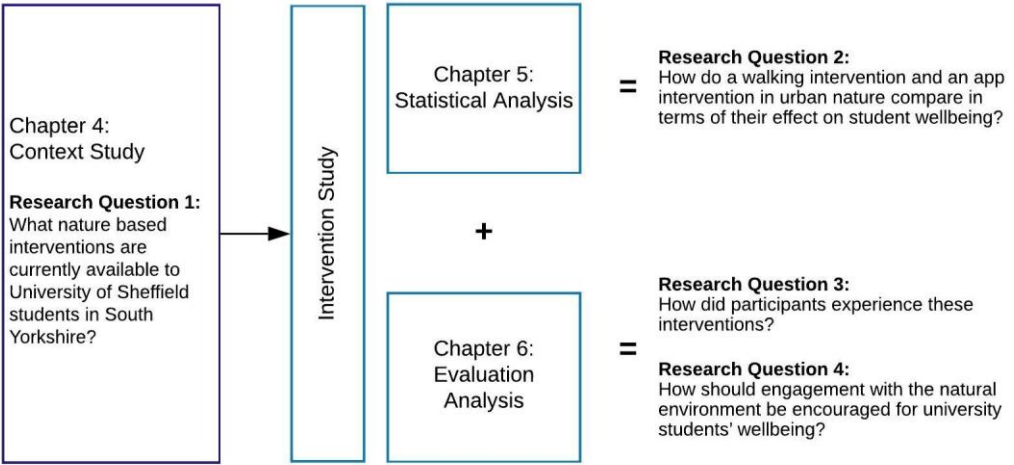 Chapter 4:
Context Study
Research Question 1:
What nature based
interventions are
currently available to
University of Sheffield
students in South
Yorkshire?
Intervention Study
Chapter 5:
Statistical Analysis
+
Chapter 6:
Evaluation
Analysis
=
Research Question 2:
How do a walking intervention and an app
intervention in urban nature compare in
terms of their effect on student wellbeing?
=
Research Question 3:
How did participants experience these
interventions?
Research Question 4:
How should engagement with the natural
environment be encouraged for university
students' wellbeing?